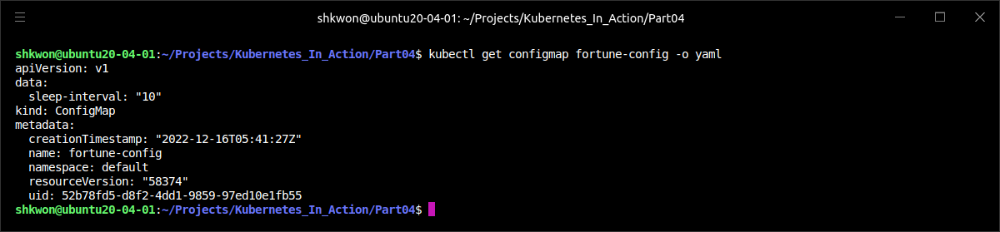 shkwon@ubuntu20-04-01: ~/Projects/Kubernetes_In_Action/Part04
shkwon@ubuntu20-04-01:~/Projects/Kubernetes_In_Action/Part04$ kubectl get configmap fortune-config -o yaml
apiVersion: v1
data:
  sleep-interval: "10"
kind: ConfigMap
metadata:
  creationTimestamp: "2022-12-16T05:41:27Z"
  name: fortune-config
  namespace: default
  resourceVersion: "58374"
  uid: 52b78fd5-d8f2-4dd1-9859-97ed10e1fb55
shkwon@ubuntu20-04-01:~/Projects/Kubernetes_In_Action/Part04$